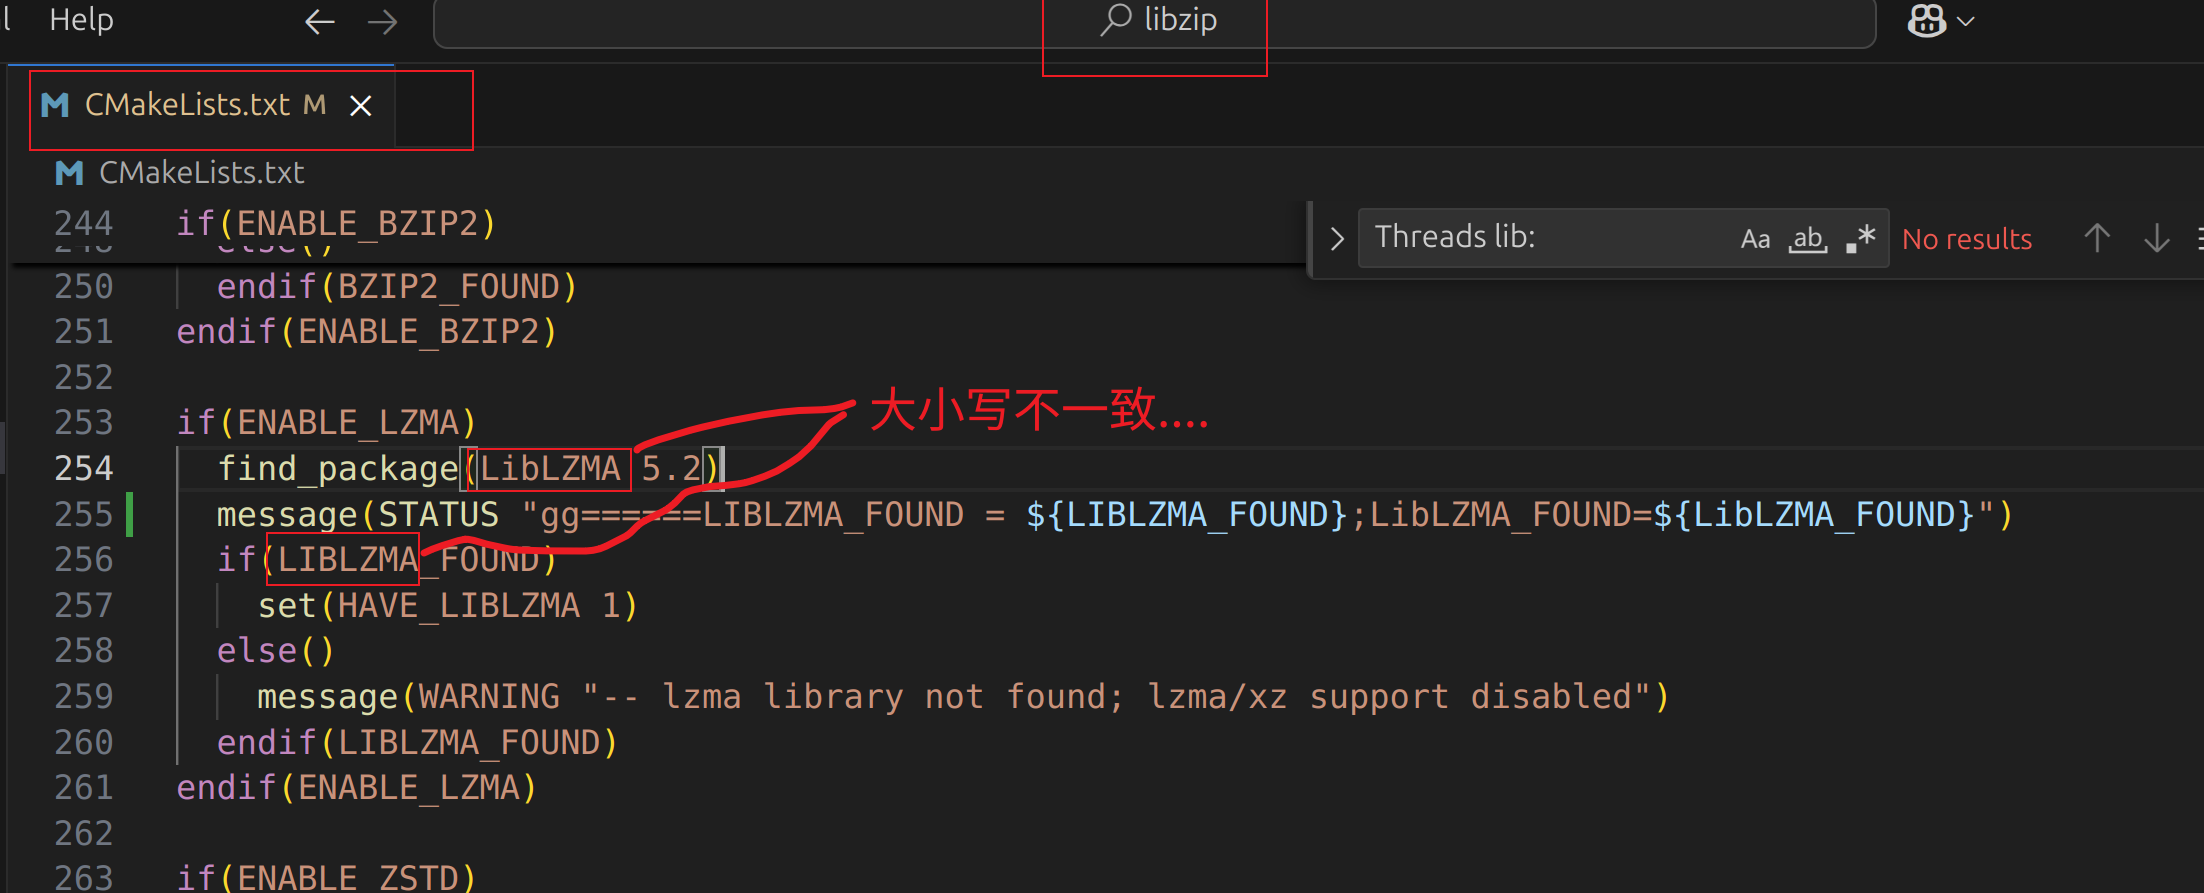 Help
libzip
CMakeLists.txt M
CMakeLists.txt
244 if(ENABLE_BZIP2)
Threads lib:
Aa ab .* No results
else()
250 endif(BZIP2_FOUND)
251 endif(ENABLE_BZIP2)
252
253 if(ENABLE_LZMA)
大小写不一致....
254 find_package(LibLZMA 5.2)
255 message(STATUS "gg======LIBLZMA_FOUND = ${LIBLZMA_FOUND};LibLZMA_FOUND=${LibLZMA_FOUND}")
256 if(LIBLZMA_FOUND)
257 set(HAVE_LIBLZMA 1)
258 else()
259 message(WARNING "-- lzma library not found; lzma/xz support disabled")
260 endif(LIBLZMA_FOUND)
261 endif(ENABLE_LZMA)
262
263 if(ENABLE_ZSTD)